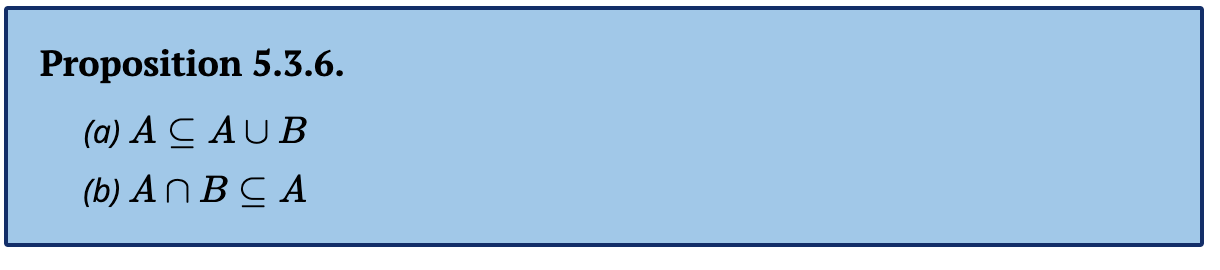 Proposition 5.3.6.
(a) A ⊆ A ∪ B
(b) A ∩ B ⊆ A